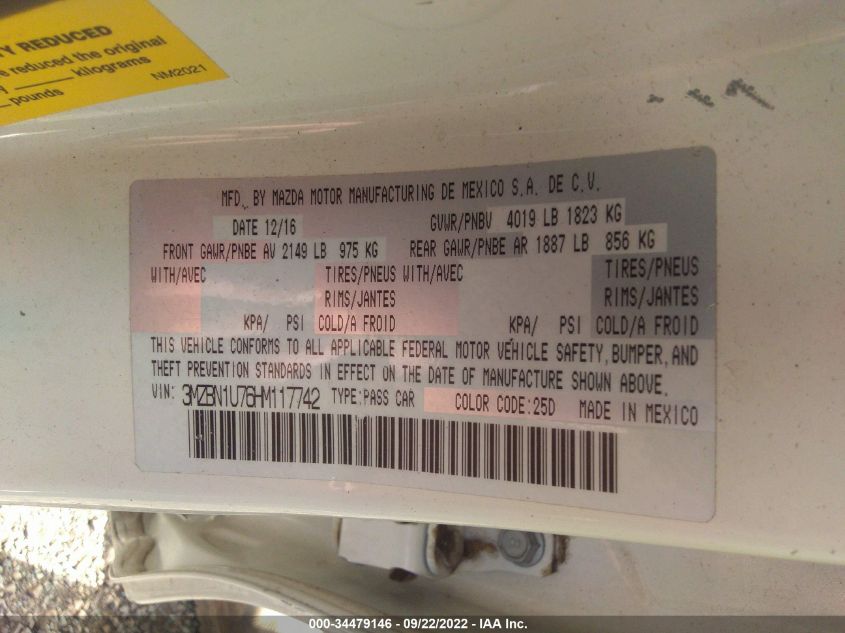 TY REDUCED
reduced the original
kilograms
pounds
NM2021
MFD. BY MAZDA MOTOR MANUFACTURING DE MEXICO S.A. DE C.V.
DATE 12/16 GVWR/PNBV 4019 LB 1823 KG
FRONT GAWR/PNBE AV 2149 LB 975 KG REAR GAWR/PNBE AR 1887 LB 856 KG
WITH/AVEC TIRES/PNEUS WITH/AVEC TIRES/PNEUS
RIMS/JANTES RIMS/JANTES
KPA/ PSI COLD/A FROID KPA/ PSI COLD/A FROID
THIS VEHICLE CONFORMS TO ALL APPLICABLE FEDERAL MOTOR VEHICLE SAFETY, BUMPER, AND
THEFT PREVENTION STANDARDS IN EFFECT ON THE DATE OF MANUFACTURE SHOWN ABOVE.
VIN: 3MZBN1U76HM117742 TYPE:PASS CAR COLOR CODE:25D MADE IN MEXICO
000-34479146 - 09/22/2022 - IAA Inc.